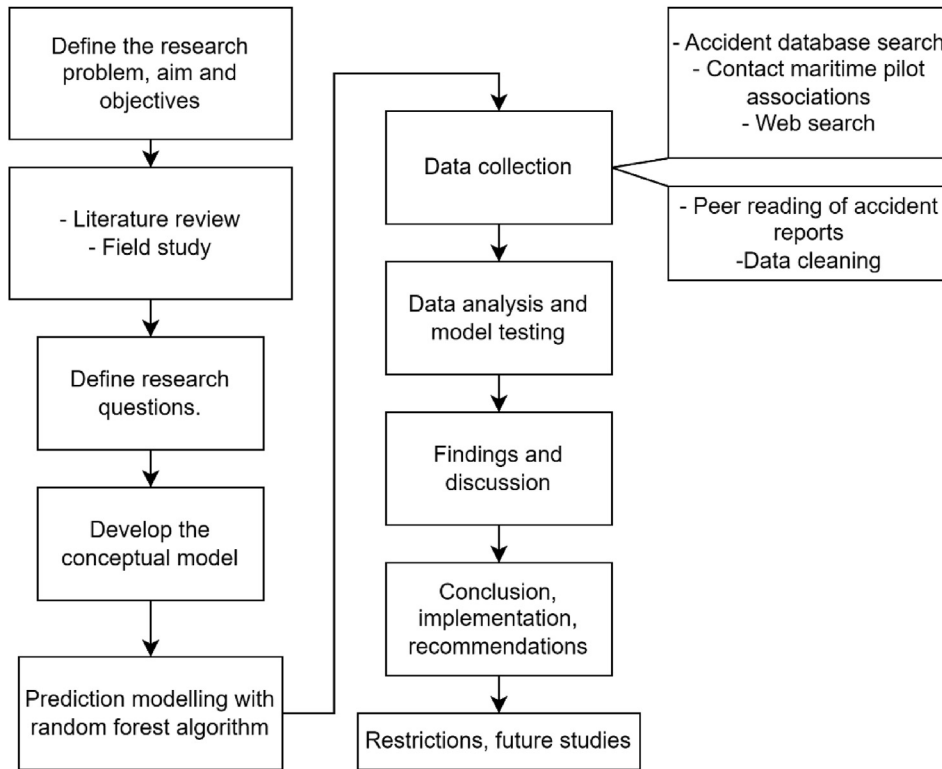 Define the research
problem, aim and
objectives
- Literature review
- Field study
Define research
questions.
Develop the
conceptual model
Prediction modelling with
random forest algorithm
Data collection
- Accident database search
- Contact maritime pilot
associations
- Web search
- Peer reading of accident
reports
-Data cleaning
Data analysis and
model testing
Findings and
discussion
Conclusion,
implementation,
recommendations
Restrictions, future studies